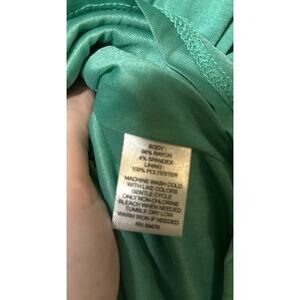 BODY:
96% RAYON
4% SPANDEX
LINING:
100% POLYESTER
MACHINE WASH COLD
WITH LIKE COLORS
GENTLE CYCLE
ONLY NON-CHLORINE
BLEACH WHEN NEEDED
TUMBLE DRY LOW
WARM IRON IF NEEDED
RN